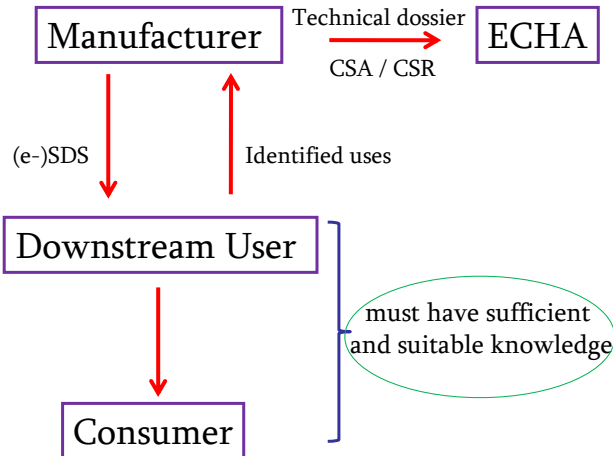 Manufacturer
Technical dossier
CSA / CSR
ECHA
(e-)SDS
Identified uses
Downstream User
must have sufficient
and suitable knowledge
Consumer